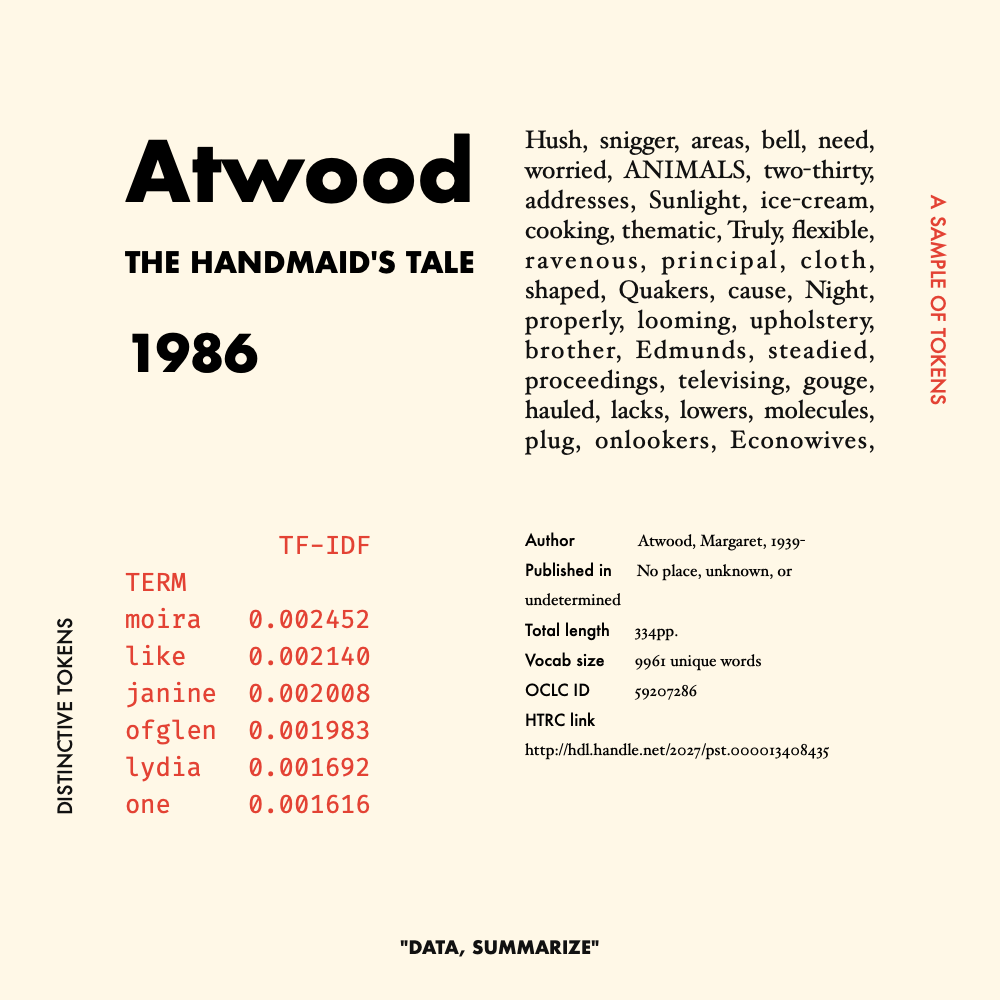 Atwood
THE HANDMAID'S TALE
1986
Hush, snigger, areas, bell, need,
worried, ANIMALS, two-thirty,
addresses, Sunlight, ice-cream,
cooking, thematic, Truly, flexible,
ravenous, principal, cloth,
shaped, Quakers, cause, Night,
properly, looming, upholstery,
brother, Edmunds, steadied,
proceedings, televising, gouge,
hauled, lacks, lowers, molecules,
plug, onlookers, Econowives,
A SAMPLE OF TOKENS
DISTINCTIVE TOKENS
TF-IDF
TERM
moira 0.002452
like 0.002140
janine 0.002008
ofglen 0.001983
lydia 0.001692
one 0.001616
Author Atwood, Margaret, 1939-
Published in No place, unknown, or
undetermined
Total length 334pp.
Vocab size 9961 unique words
OCLC ID 59207286
HTRC link
http://hdl.handle.net/2027/pst.000013408435
"DATA, SUMMARIZE"